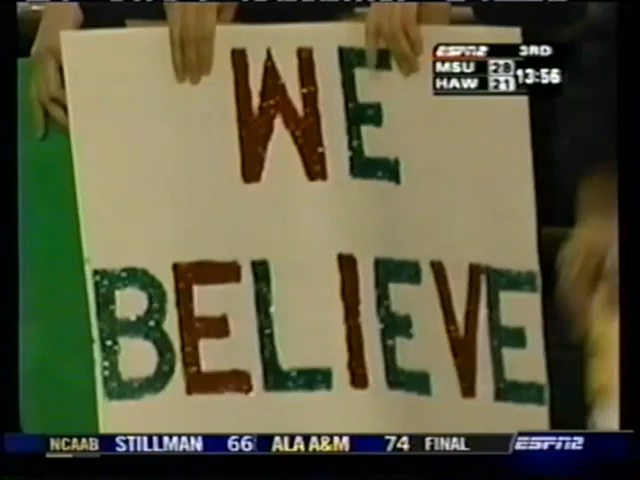 WE
BELIEVE
ESPN2 3RD
MSU 28
HAW 21
13:56
NCAAB STILLMAN 66 ALA A&M 74 FINAL ESPN2